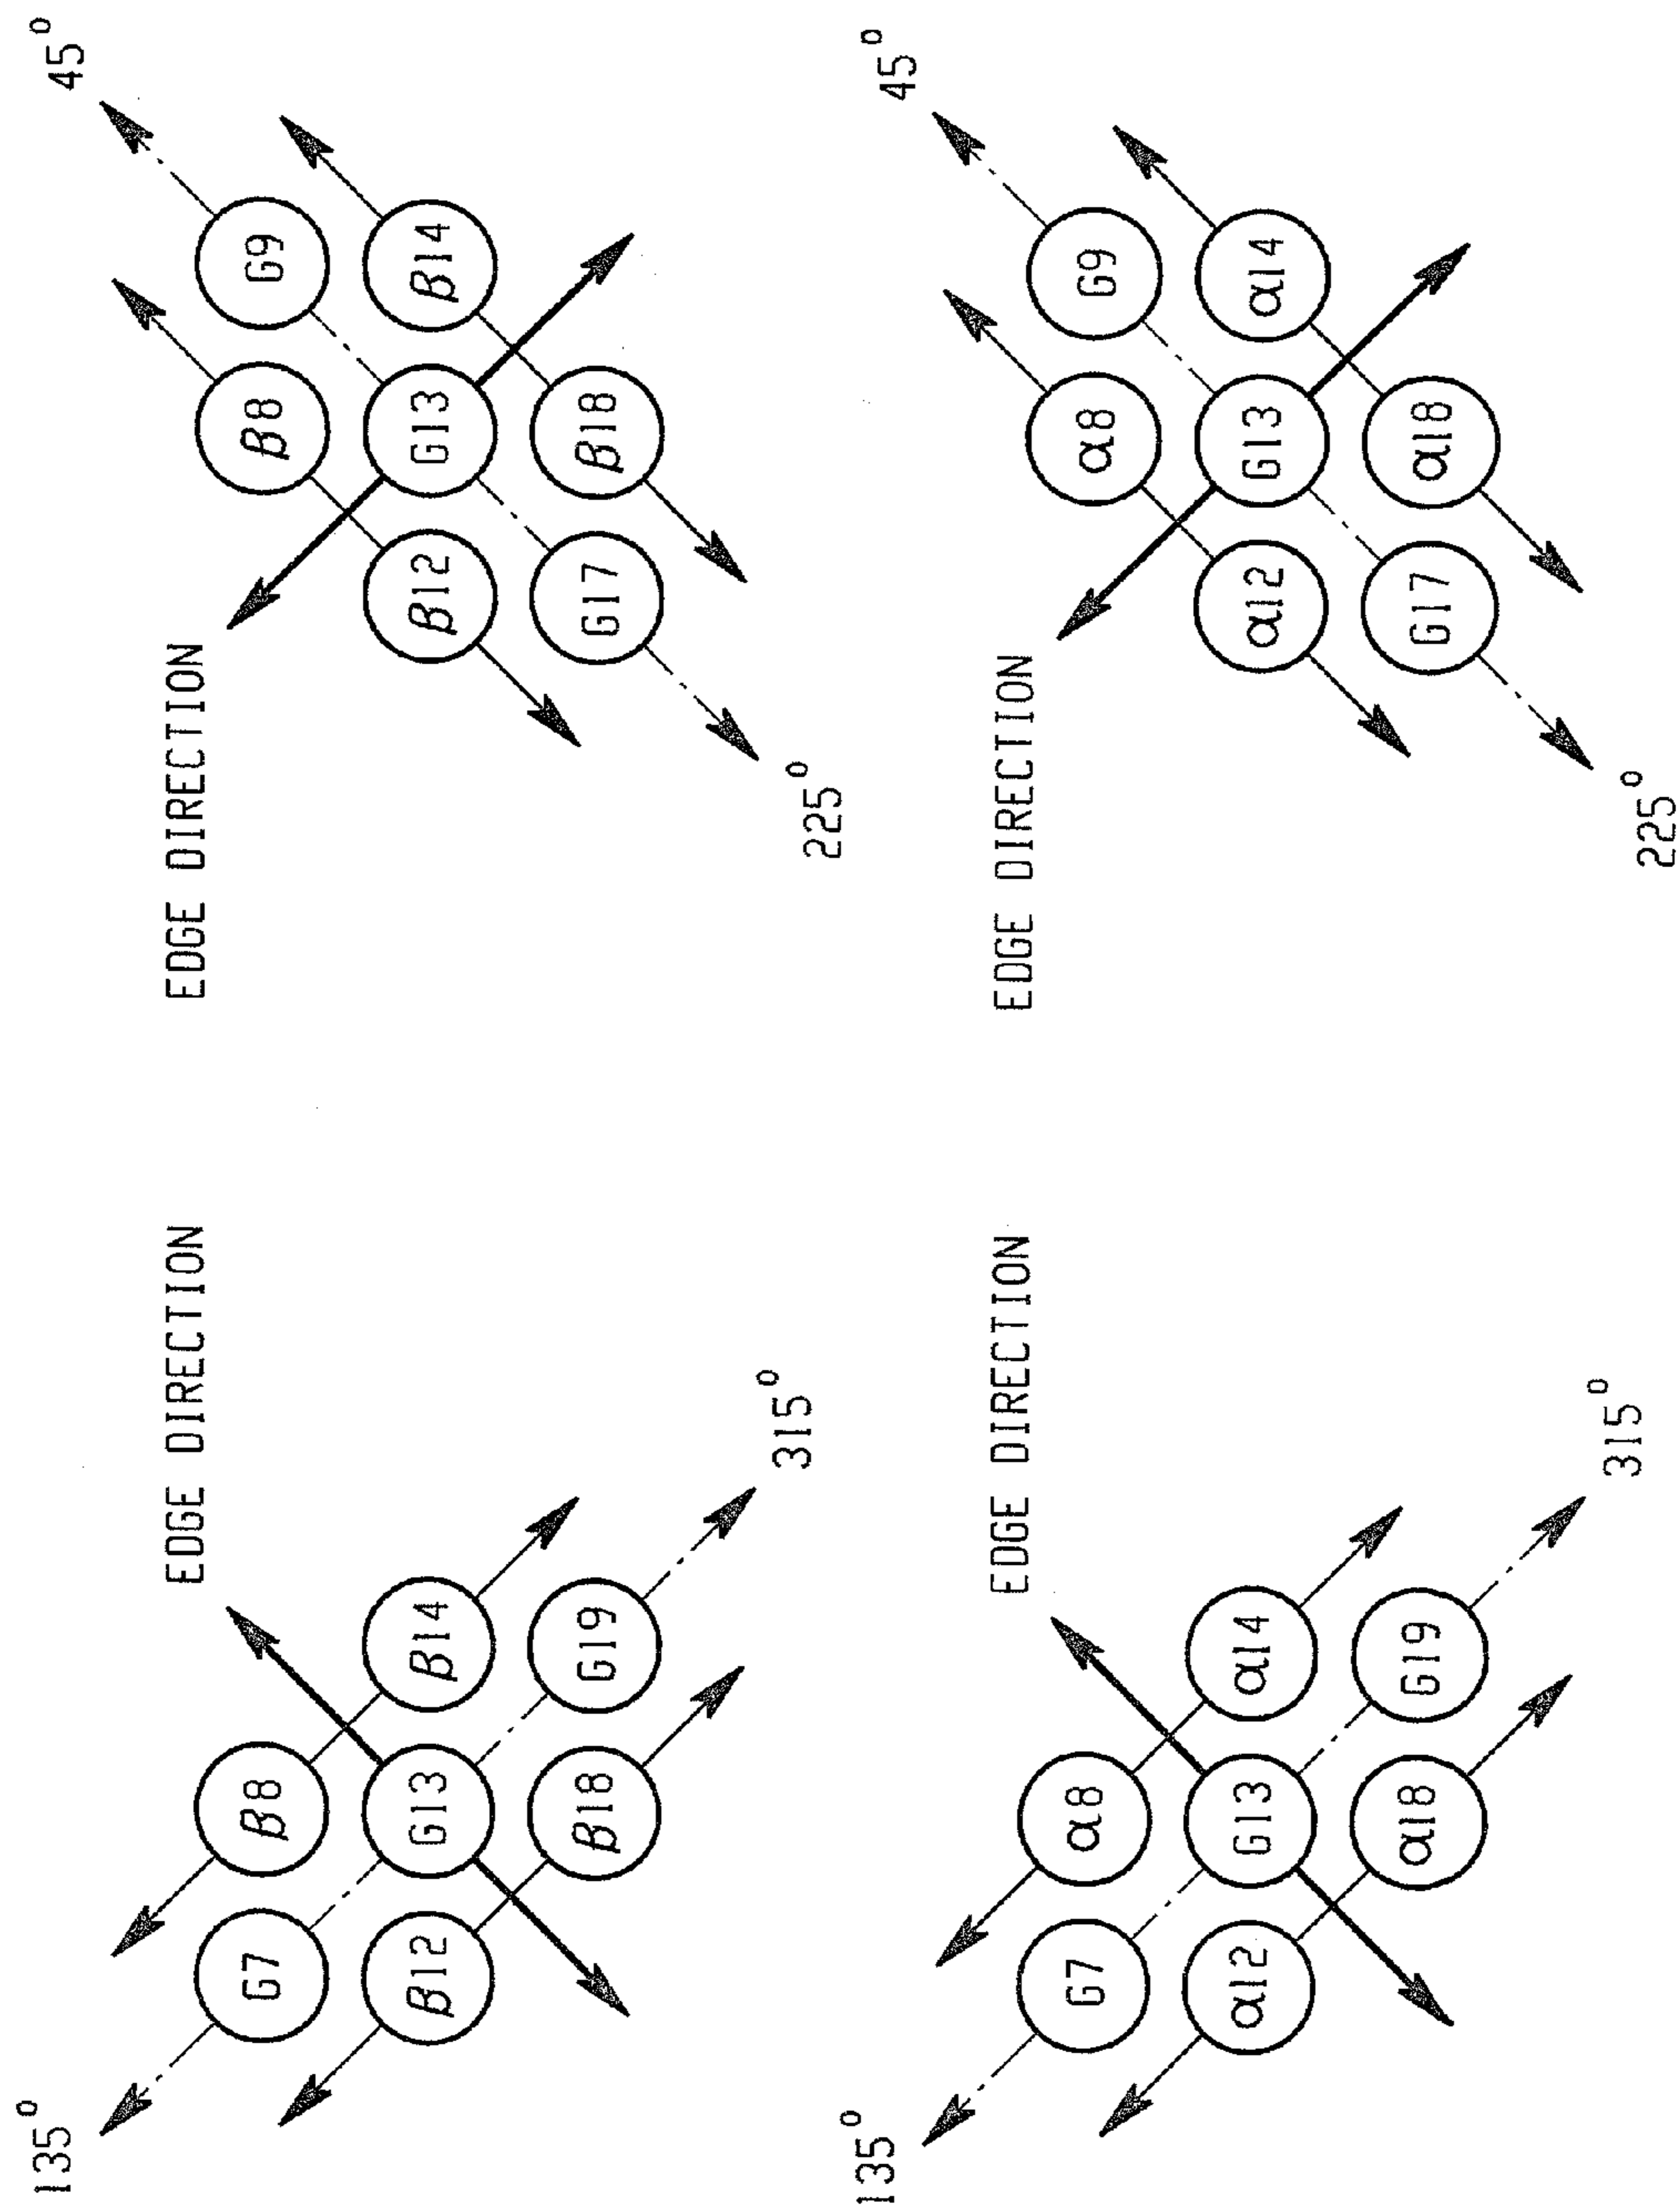 135°
EDGE DIRECTION
G7 β8
β12 G13 β14
β18 G19
315°
45°
EDGE DIRECTION
β8 G9
β12 G13 β14
G17 β18
225°
135°
EDGE DIRECTION
G7 α8
α12 G13 α14
α18 G19
315°
45°
EDGE DIRECTION
α8 G9
α12 G13 α14
G17 α18
225°